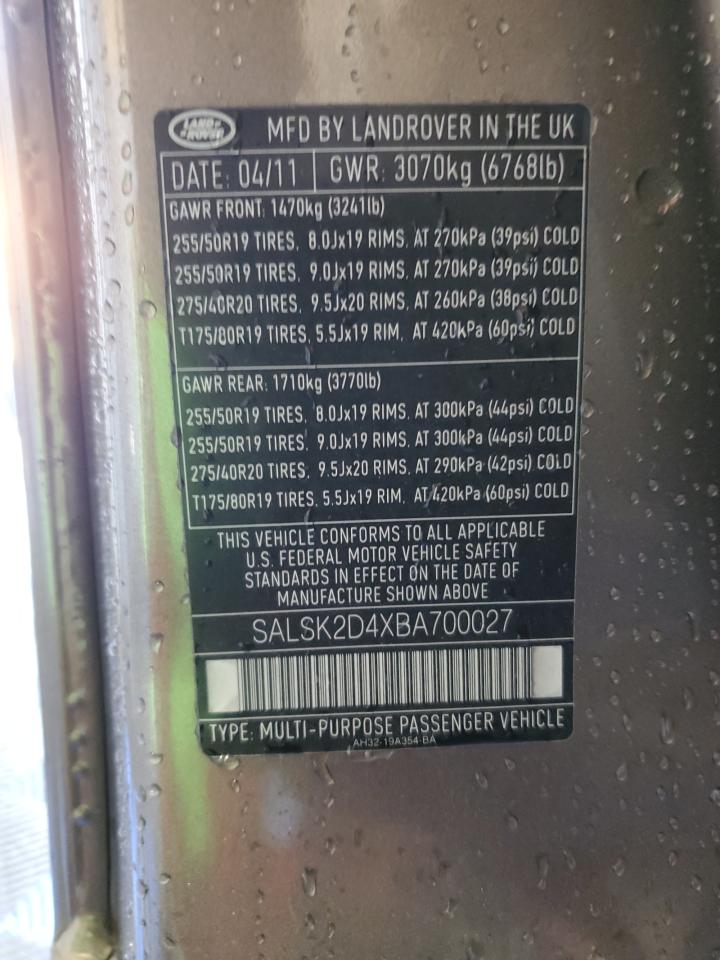 LAND ROVER
MFD BY LANDROVER IN THE UK
DATE: 04/11 GWR: 3070kg (6768lb)
GAWR FRONT: 1470kg (3241lb)
255/50R19 TIRES, 8.0Jx19 RIMS, AT 270kPa (39psi) COLD
255/50R19 TIRES, 9.0Jx19 RIMS, AT 270kPa (39psi) COLD
275/40R20 TIRES, 9.5Jx20 RIMS, AT 260kPa (38psi) COLD
T175/80R19 TIRES, 5.5Jx19 RIM, AT 420kPa (60psi) COLD
GAWR REAR: 1710kg (3770lb)
255/50R19 TIRES, 8.0Jx19 RIMS, AT 300kPa (44psi) COLD
255/50R19 TIRES, 9.0Jx19 RIMS, AT 300kPa (44psi) COLD
275/40R20 TIRES, 9.5Jx20 RIMS, AT 290kPa (42psi) COLD
T175/80R19 TIRES, 5.5Jx19 RIM, AT 420kPa (60psi) COLD
THIS VEHICLE CONFORMS TO ALL APPLICABLE
U.S. FEDERAL MOTOR VEHICLE SAFETY
STANDARDS IN EFFECT ON THE DATE OF
MANUFACTURE SHOWN ABOVE
SALSK2D4XBA700027
TYPE: MULTI-PURPOSE PASSENGER VEHICLE
AH32-19A354-BA